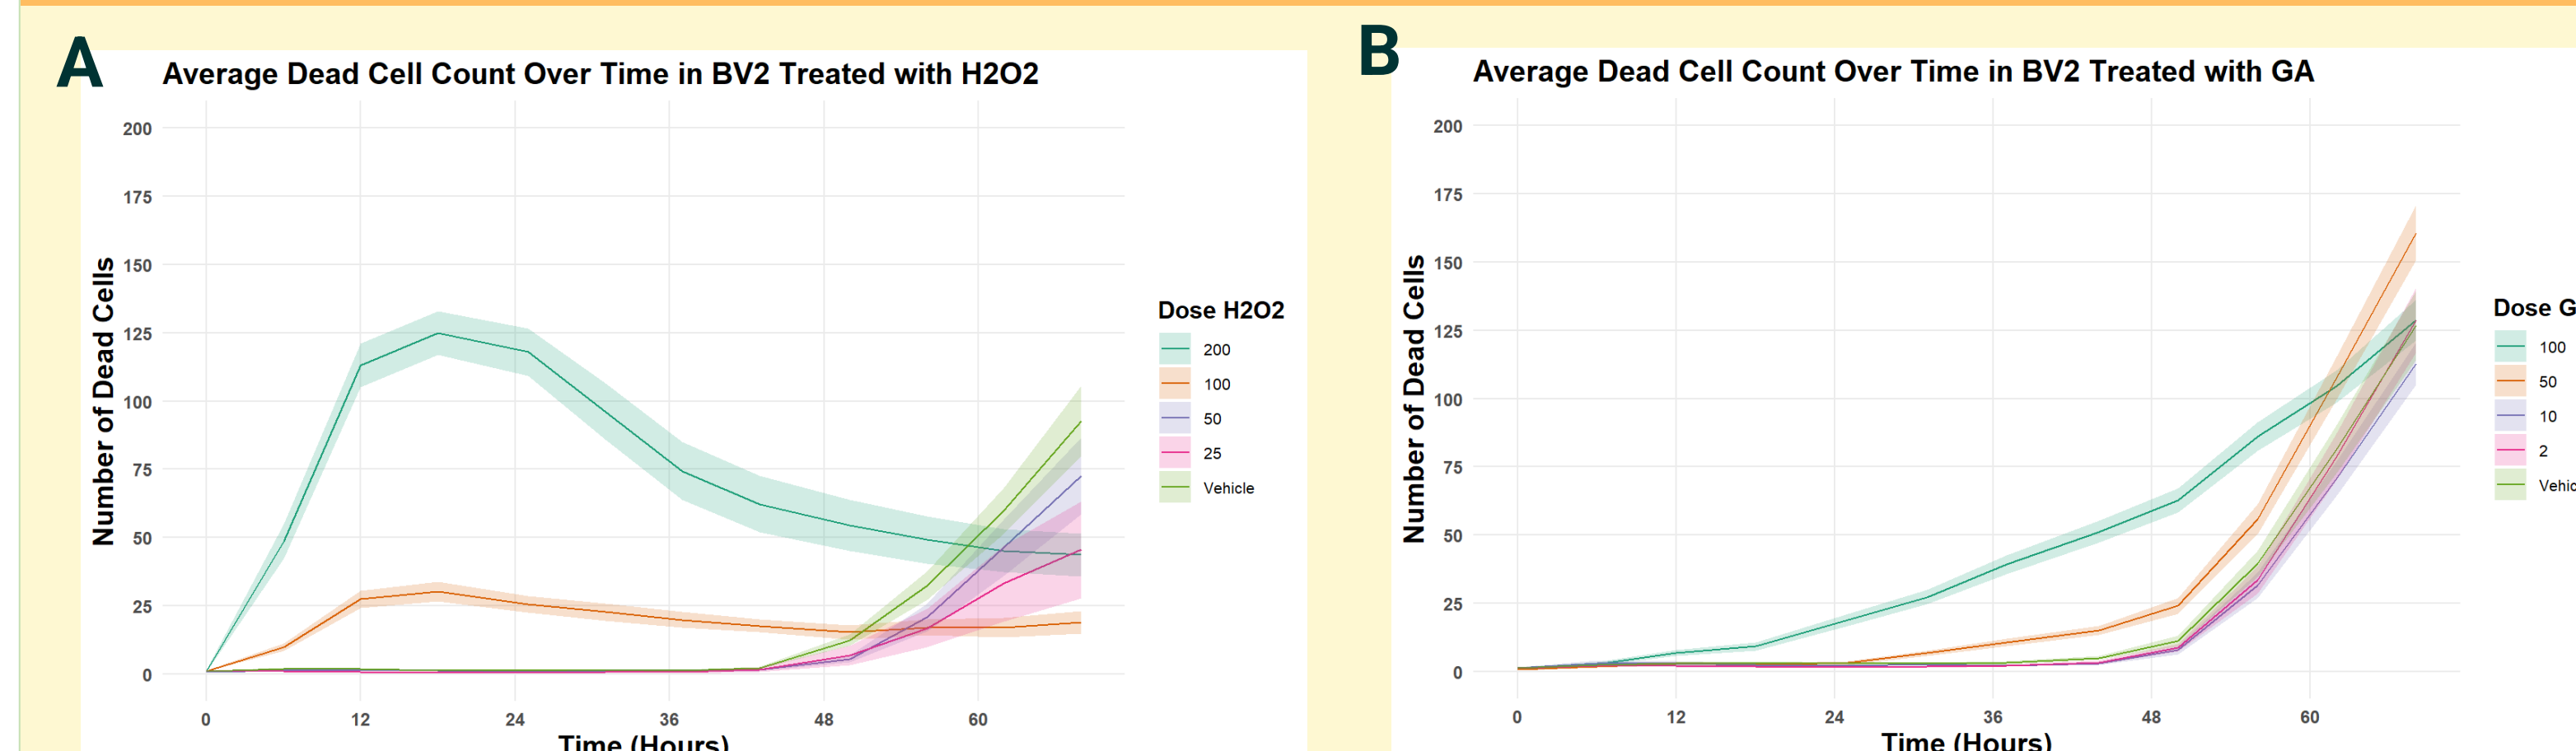 A
Average Dead Cell Count Over Time in BV2 Treated with H2O2
Number of Dead Cells
200
175
150
125
100
75
50
25
0
0 12 24 36 48 60
Time (Hours)
Dose H2O2
200
100
50
25
Vehicle
B
Average Dead Cell Count Over Time in BV2 Treated with GA
Number of Dead Cells
200
175
150
125
100
75
50
25
0
0 12 24 36 48 60
Time (Hours)
Dose G
100
50
10
2
Vehic